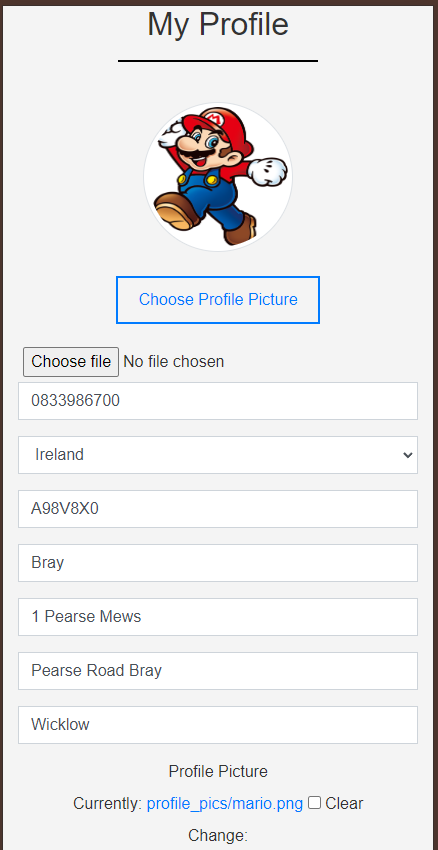 My Profile
M
Choose Profile Picture
Choose file No file chosen
0833986700
Ireland
A98V8X0
Bray
1 Pearse Mews
Pearse Road Bray
Wicklow
Profile Picture
Currently: profile_pics/mario.png Clear
Change: